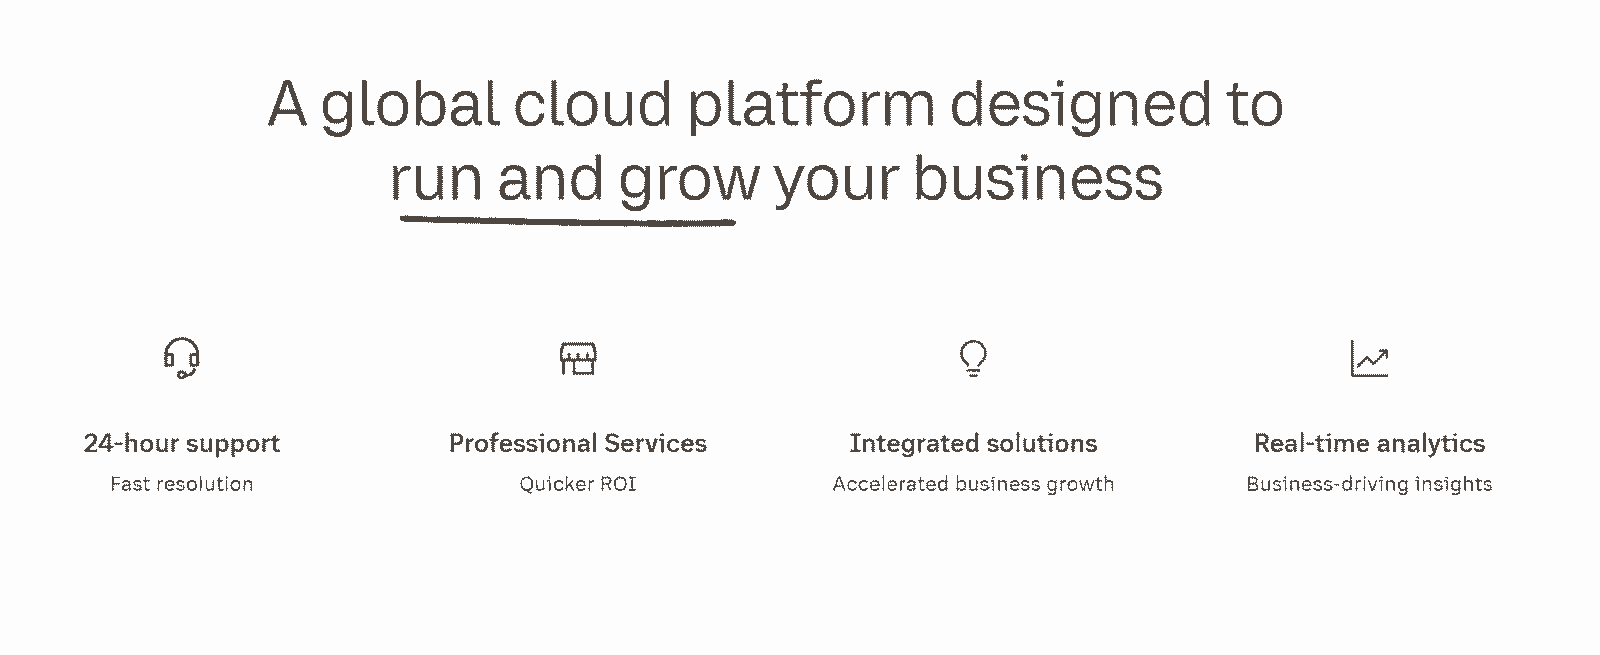 A global cloud platform designed to
run and grow your business
24-hour support
Fast resolution
Professional Services
Quicker ROI
Integrated solutions
Accelerated business growth
Real-time analytics
Business-driving insights